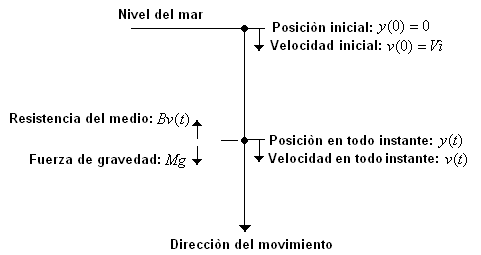 Nivel del mar
Posición inicial: y(0) = 0
Velocidad inicial: v(0) = Vi
Resistencia del medio: Bv(t)
Fuerza de gravedad: Mg
Posición en todo instante: y(t)
Velocidad en todo instante: v(t)
Dirección del movimiento